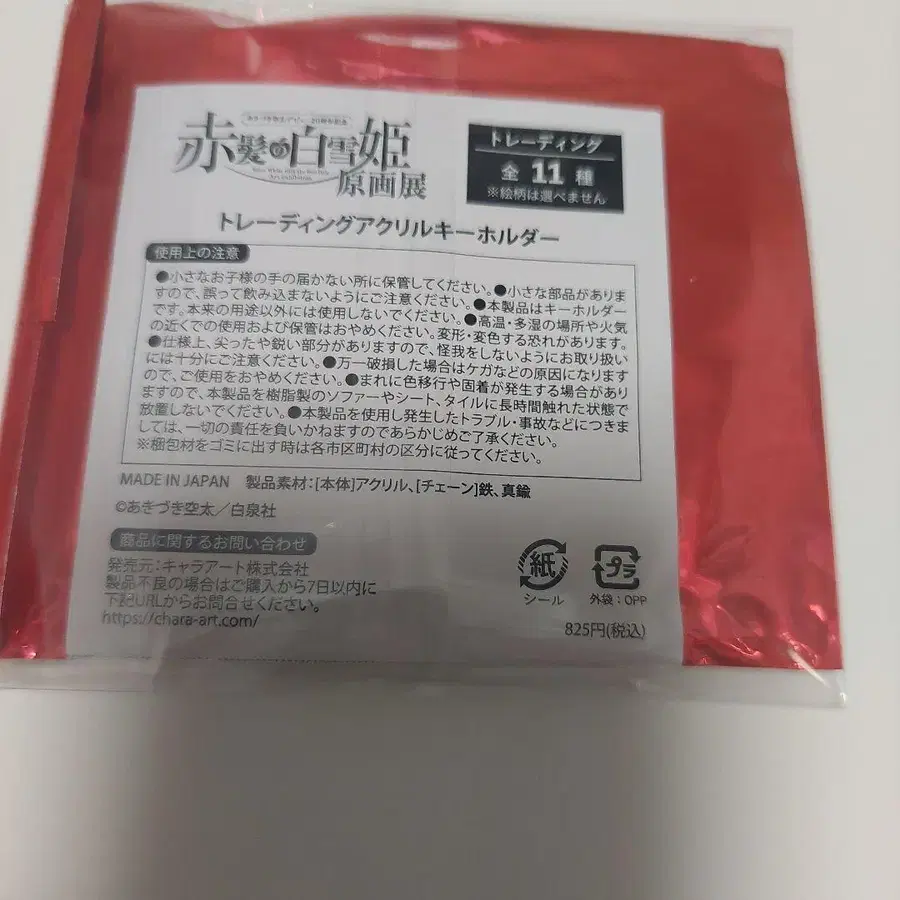 あきづき空太デビュー20周年記念
赤髪の白雪姫
Snow White with the Red Hair
Art Exhibition
原画展
トレーディング
全 11 種
※絵柄は選べません
トレーディングアクリルキーホルダー
使用上の注意
●小さなお子様の手の届かない所に保管してください。●小さな部品がありま
すので、誤って飲み込まないようにご注意ください。●本製品はキーホルダー
です。本来の用途以外には使用しないでください。●高温・多湿の場所や火気
の近くでの使用および保管はおやめください。変形・変色する恐れがあります。
●仕様上、尖ったや鋭い部分がありますので、怪我をしないようにお取り扱い
には十分にご注意ください。●万一破損した場合はケガなどの原因になります
ので、ご使用をおやめください。●まれに色移行や固着が発生する場合があり
ますので、本製品を樹脂製のソファーやシート、タイルに長時間触れた状態で
放置しないでください。●本製品を使用し発生したトラブル・事故などにつきま
しては、一切の責任を負いかねますのであらかじめご了承ください。
※梱包材をゴミに出す時は各市区町村の区分に従ってください。
MADE IN JAPAN 製品素材:[本体]アクリル、[チェーン]鉄、真鍮
©あきづき空太／白泉社
商品に関するお問い合わせ
発売元:キャラアート株式会社
製品不良の場合はご購入から7日以内に
下記URLからお問合せください。
https://chara-art.com/
紙
シール
プラ
外袋:OPP
825円(税込)